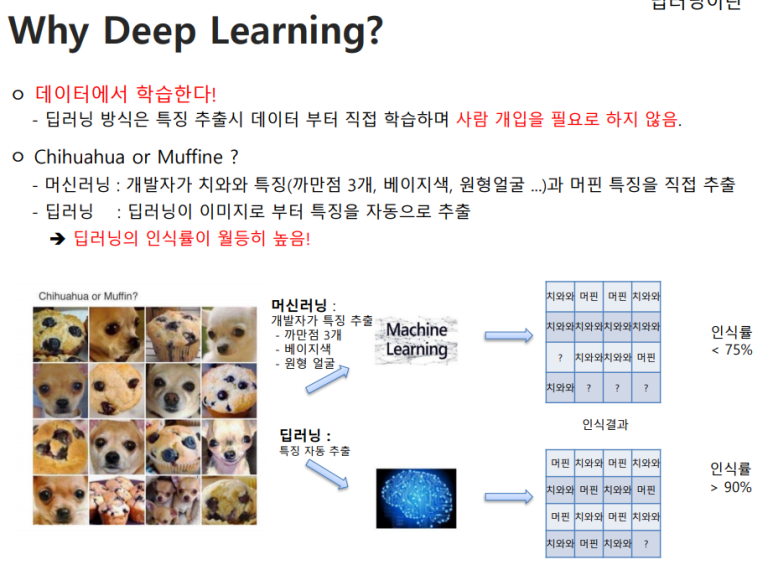 딥러닝이란
Why Deep Learning?
데이터에서 학습한다!
- 딥러닝 방식은 특징 추출시 데이터 부터 직접 학습하며 사람 개입을 필요로 하지 않음.
Chihuahua or Muffine ?
- 머신러닝 : 개발자가 치와와 특징(까만점 3개, 베이지색, 원형얼굴 ...)과 머핀 특징을 직접 추출
- 딥러닝 : 딥러닝이 이미지로 부터 특징을 자동으로 추출
➔ 딥러닝의 인식률이 월등히 높음!
Chihuahua or Muffin?
머신러닝 :
개발자가 특징 추출
- 까만점 3개
- 베이지색
- 원형 얼굴
Machine
Learning
치와와 머핀 머핀 치와와
치와와 치와와 치와와 치와와
? 치와와 치와와 머핀
치와와 ? ? ?
인식률
< 75%
인식결과
딥러닝 :
특징 자동 추출
머핀 치와와 머핀 치와와
치와와 머핀 치와와 머핀
머핀 치와와 머핀 치와와
치와와 머핀 치와와 ?
인식률
> 90%